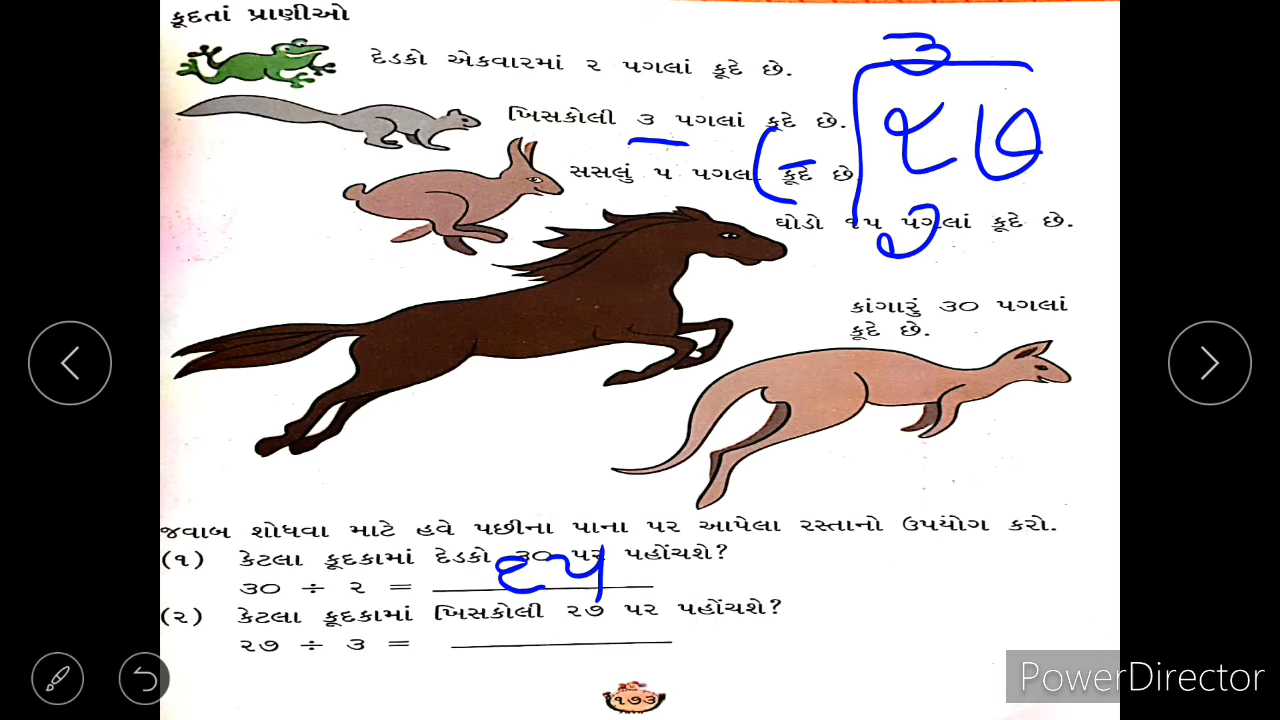 કૂદતાં પ્રાણીઓ
દેડકો એકવારમાં ૨ પગલાં કૂદે છે.
ખિસકોલી ૩ પગલાં કૂદે છે.
સસલું ૫ પગલાં કૂદે છે
ઘોડો ૧૫ પગલાં કૂદે છે.
૨૭
કાંગારું ૩૦ પગલાં
કૂદે છે.
જવાબ શોધવા માટે હવે પછીના પાના પર આપેલા રસ્તાનો ઉપયોગ કરો.
(૧) કેટલા કૂદકામાં દેડકો ૩૦ પર પહોંચશે?
૩૦ ÷ ૨ = ૧૫
(૨) કેટલા કૂદકામાં ખિસકોલી ૨૭ પર પહોંચશે?
૨૭ ÷ ૩ =
૧૭૩
PowerDirector